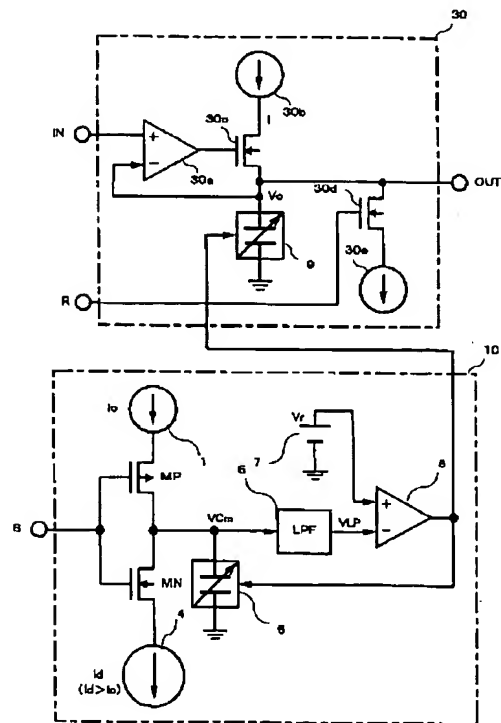 30
30b
I
IN
+
-
30c
30a
OUT
Vo
30d
9
30e
R
10
Io
1
Vr
7
8
MP
6
+
-
S
VCm
LPF
VLP
MN
5
4
Id
(Id>Io)